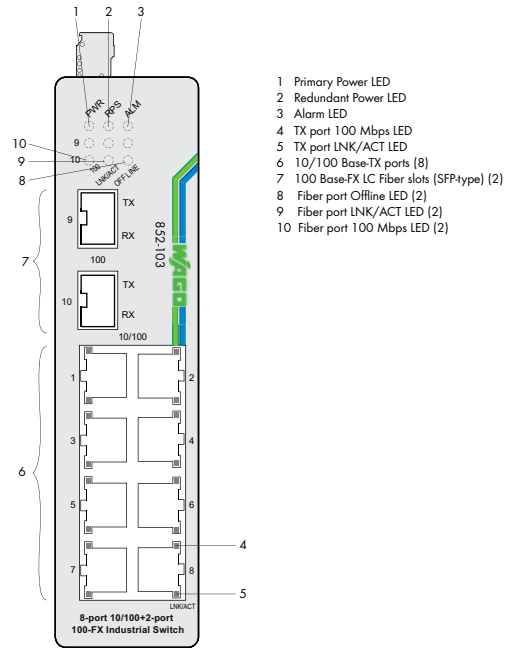 1 2 3
PWR RPS ALM
9
10
10
9
8
100 LNK/ACT OFFLINE
TX
9
RX
100
852-103
WAGO
7
TX
10
RX
10/100
1 2
3 4
6
5 6
7 8
4
5
LNK/ACT
8-port 10/100+2-port
100-FX Industrial Switch
1 Primary Power LED
2 Redundant Power LED
3 Alarm LED
4 TX port 100 Mbps LED
5 TX port LNK/ACT LED
6 10/100 Base-TX ports (8)
7 100 Base-FX LC Fiber slots (SFP-type) (2)
8 Fiber port Offline LED (2)
9 Fiber port LNK/ACT LED (2)
10 Fiber port 100 Mbps LED (2)